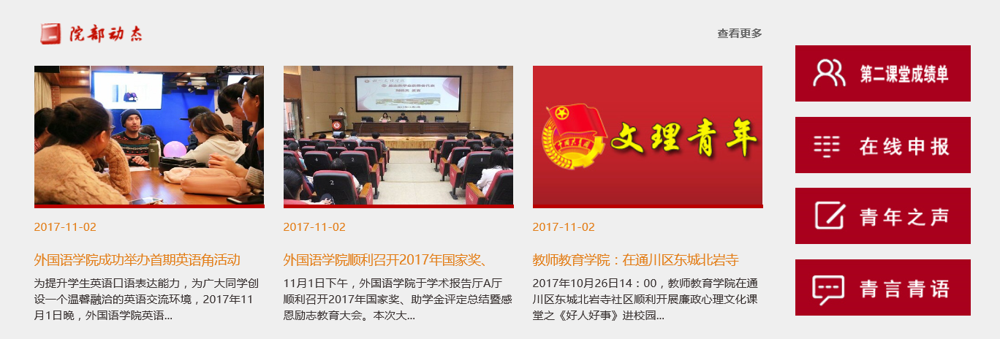 院部动态
查看更多
文理青年
2017-11-02
外国语学院成功举办首期英语角活动
为提升学生英语口语表达能力，为广大同学创
设一个温馨融洽的英语交流环境，2017年11
月1日晚，外国语学院英语...
2017-11-02
外国语学院顺利召开2017年国家奖、
11月1日下午，外国语学院于学术报告厅A厅
顺利召开2017年国家奖、助学金评定总结暨感
恩励志教育大会。本次大...
2017-11-02
教师教育学院：在通川区东城北岩寺
2017年10月26日14：00，教师教育学院在通
川区东城北岩寺社区顺利开展廉政心理文化课
堂之《好人好事》进校园...
第二课堂成绩单
在线申报
青年之声
青言青语